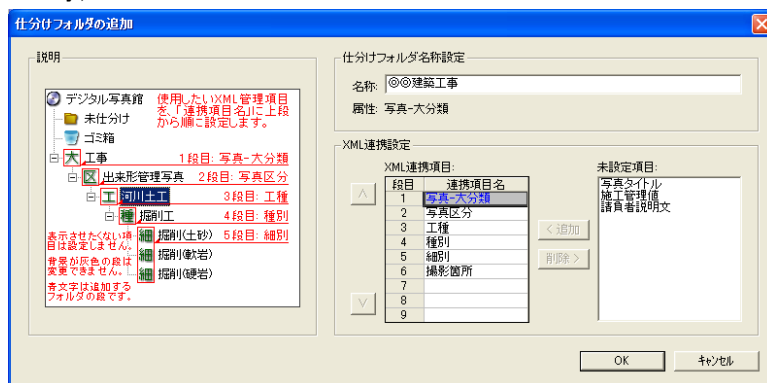 仕分けフォルダの追加
説明
デジタル写真館
使用したいXML管理項目を、「連携項目名」に上段から順に設定します。
未仕分け
ゴミ箱
大 工事 1段目: 写真-大分類
区 出来形管理写真 2段目: 写真区分
工 河川土工 3段目: 工種
種 掘削工 4段目: 種別
細 掘削(土砂) 5段目: 細別
細 掘削(軟岩)
細 掘削(硬岩)
表示させたくない項目は設定しません。
背景が灰色の段は変更できません。
青文字は追加するフォルダの段です。
仕分けフォルダ名称設定
名称: ◎◎建築工事
属性: 写真-大分類
XML連携設定
XML連携項目:
段目 連携項目名
1 写真-大分類
2 写真区分
3 工種
4 種別
5 細別
6 撮影箇所
7
8
9
< 追加
削除 >
未設定項目:
写真タイトル
施工管理値
請負者説明文
OK
キャンセル